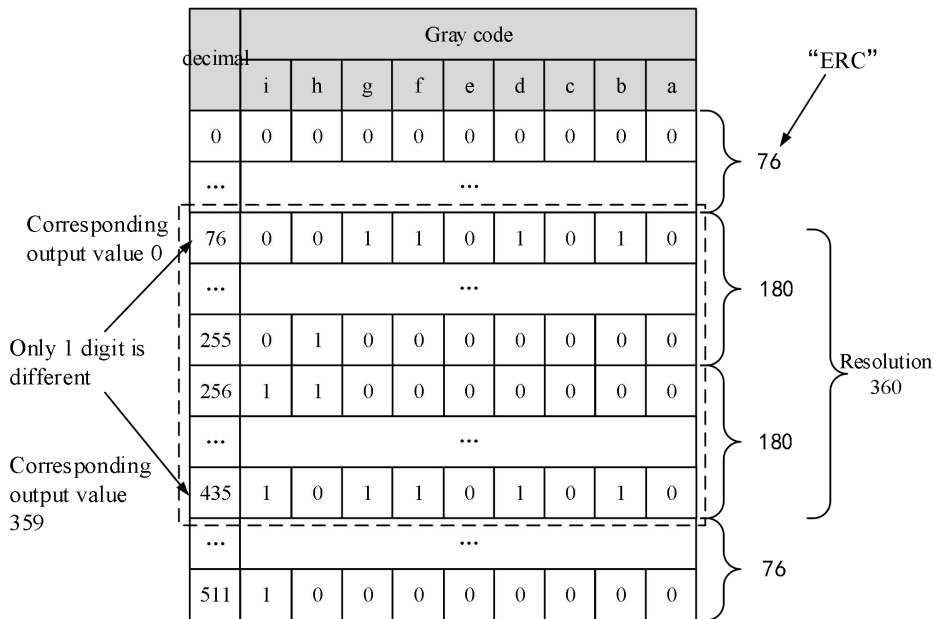 decimal Gray code
i h g f e d c b a
“ERC”
0 0 0 0 0 0 0 0 0 0
76
... ...
Corresponding
output value 0
76 0 0 1 1 0 1 0 1 0
... ...
180
Only 1 digit is
different
255 0 1 0 0 0 0 0 0 0
Resolution
360
256 1 1 0 0 0 0 0 0 0
... ...
180
Corresponding
output value
359
435 1 0 1 1 0 1 0 1 0
... ...
76
511 1 0 0 0 0 0 0 0 0